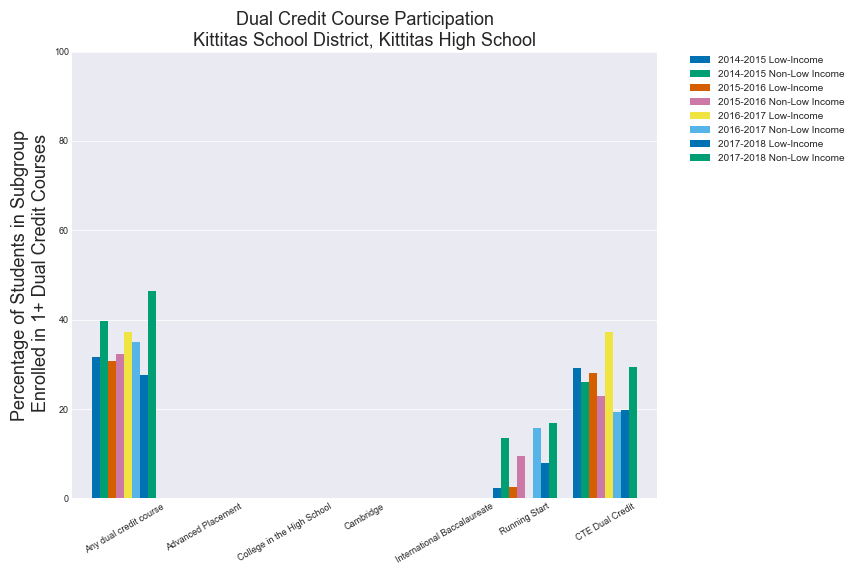 Dual Credit Course Participation
Kittitas School District, Kittitas High School
Percentage of Students in Subgroup
Enrolled in 1+ Dual Credit Courses
100
80
60
40
20
0
Any dual credit course
Advanced Placement
College in the High School
Cambridge
International Baccalaureate
Running Start
CTE Dual Credit
2014-2015 Low-Income
2014-2015 Non-Low Income
2015-2016 Low-Income
2015-2016 Non-Low Income
2016-2017 Low-Income
2016-2017 Non-Low Income
2017-2018 Low-Income
2017-2018 Non-Low Income